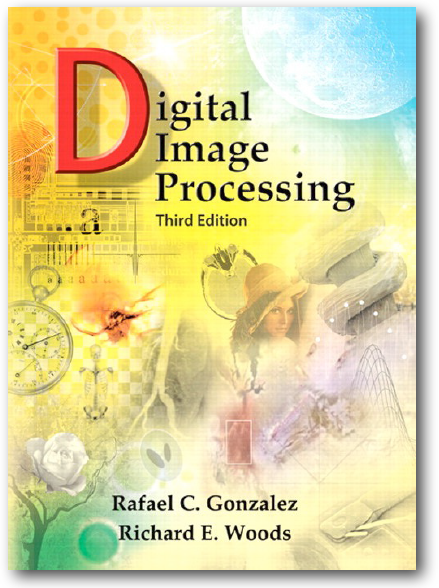 Digital
Image
Processing
Third Edition
a
Rafael C. Gonzalez
Richard E. Woods